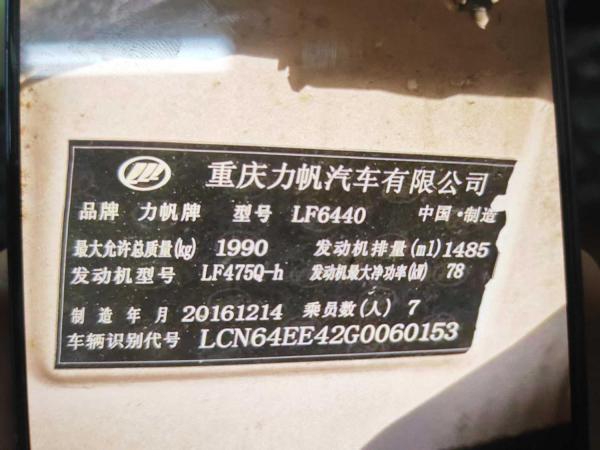 重庆力帆汽车有限公司
品牌 力帆牌 型号 LF6440 中国·制造
最大允许总质量(kg) 1990 发动机排量(ml) 1485
发动机型号 LF475Q-h 发动机最大净功率(kW) 78
制造年月 20161214 乘员数(人) 7
车辆识别代号 LCN64EE42G0060153